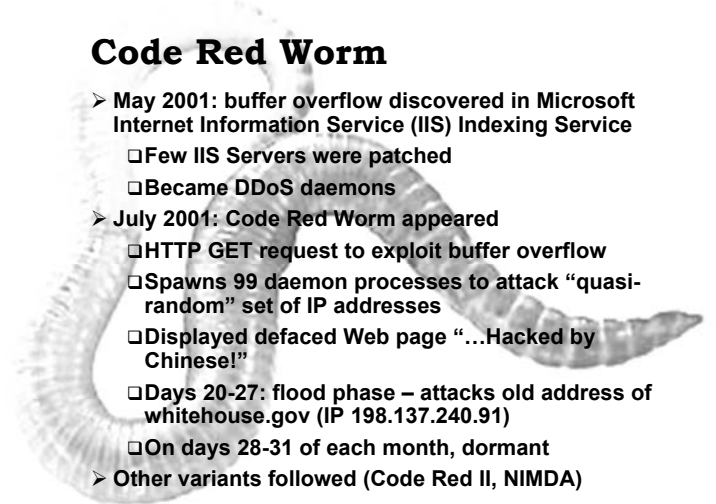 Code Red Worm
➢ May 2001: buffer overflow discovered in Microsoft
Internet Information Service (IIS) Indexing Service
❑Few IIS Servers were patched
❑Became DDoS daemons
➢ July 2001: Code Red Worm appeared
❑HTTP GET request to exploit buffer overflow
❑Spawns 99 daemon processes to attack “quasi-
random” set of IP addresses
❑Displayed defaced Web page “…Hacked by
Chinese!”
❑Days 20-27: flood phase – attacks old address of
whitehouse.gov (IP 198.137.240.91)
❑On days 28-31 of each month, dormant
➢ Other variants followed (Code Red II, NIMDA)